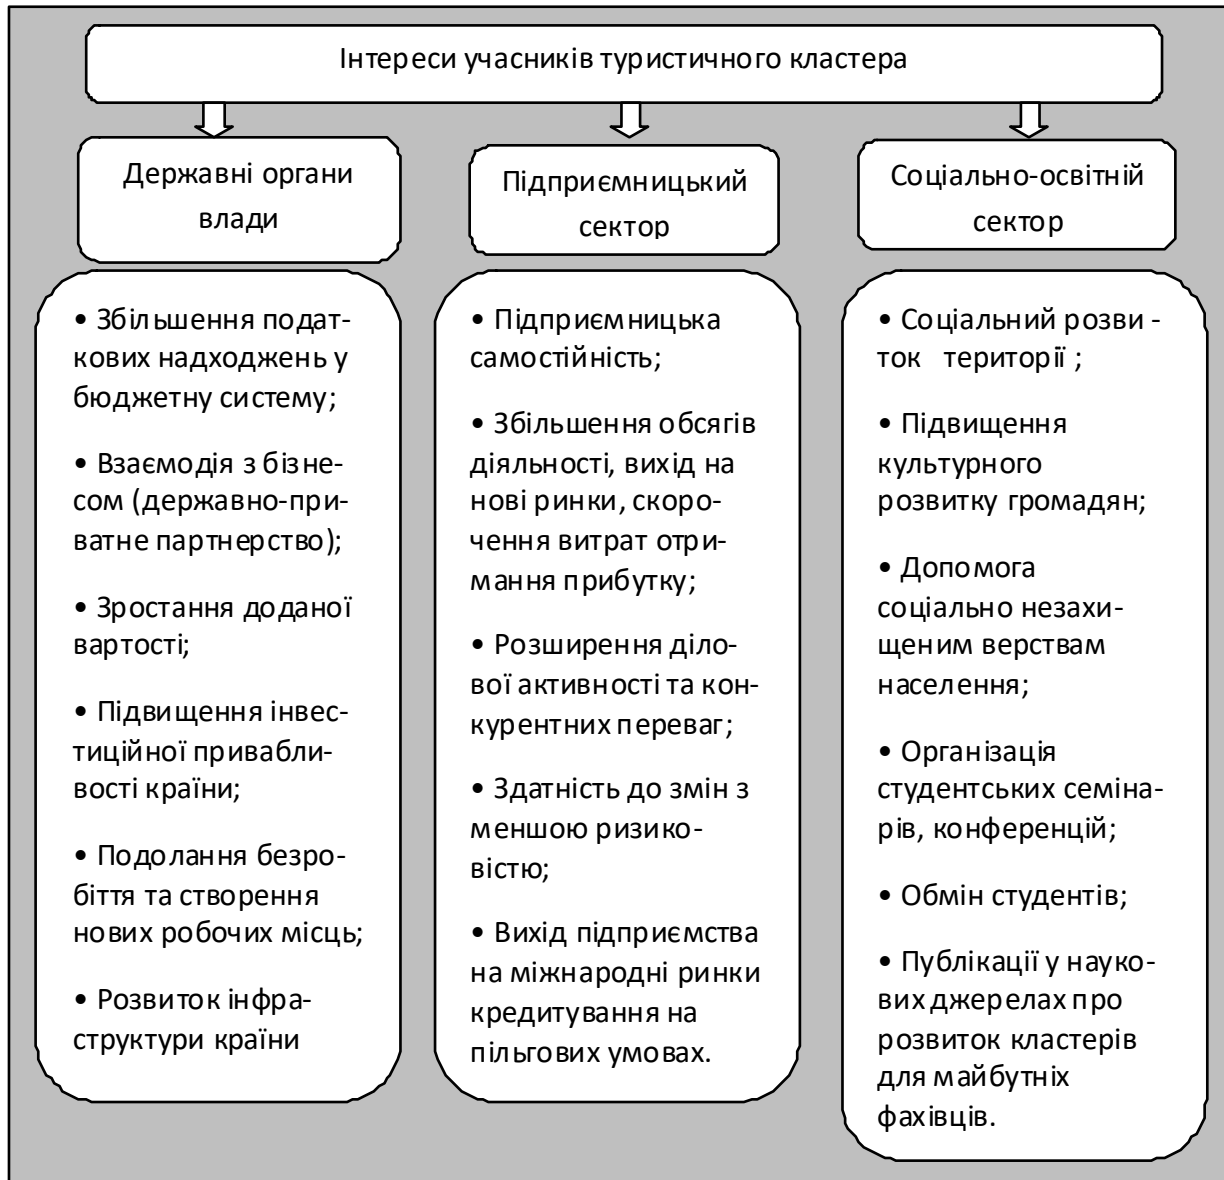 Інтереси учасників туристичного кластера
Державні органи
влади
Підприємницький
сектор
Соціально-освітній
сектор
• Збільшення подат-
кових надходжень у
бюджетну систему;
• Взаємодія з бізне-
сом (державно-при-
ватне партнерство);
• Зростання доданої
вартості;
• Підвищення інвес-
тиційної привабли-
вості країни;
• Подолання безро-
біття та створення
нових робочих місць;
• Розвиток інфра-
структури країни
• Підприємницька
самостійність;
• Збільшення обсягів
діяльності, вихід на
нові ринки, скоро-
чення витрат отри-
мання прибутку;
• Розширення діло-
вої активності та кон-
курентних переваг;
• Здатність до змін з
меншою ризико-
вістю;
• Вихід підприємства
на міжнародні ринки
кредитування на
пільгових умовах.
• Соціальний розви -
ток території ;
• Підвищення
культурного
розвитку громадян;
• Допомога
соціально незахи-
щеним верствам
населення;
• Організація
студентських семіна-
рів, конференцій;
• Обмін студентів;
• Публікації у науко-
вих джерелах про
розвиток кластерів
для майбутніх
фахівців.